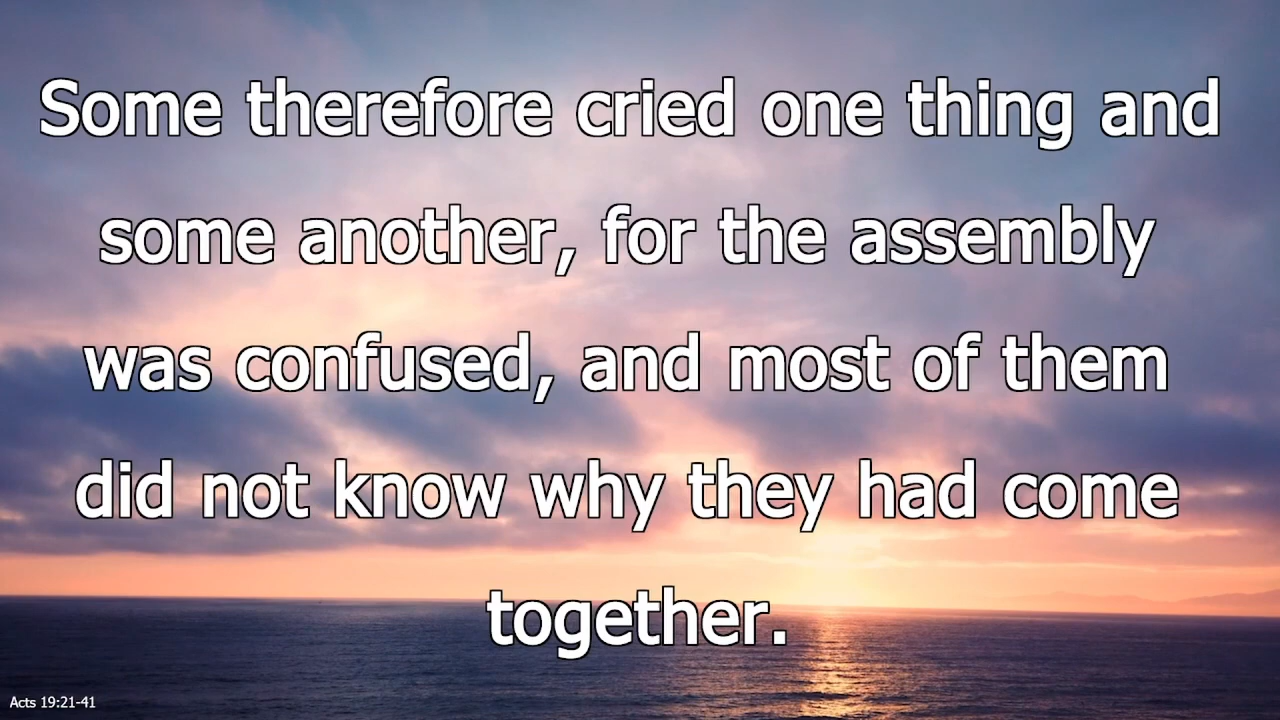 Some therefore cried one thing and
some another, for the assembly
was confused, and most of them
did not know why they had come
together.
Acts 19:21-41